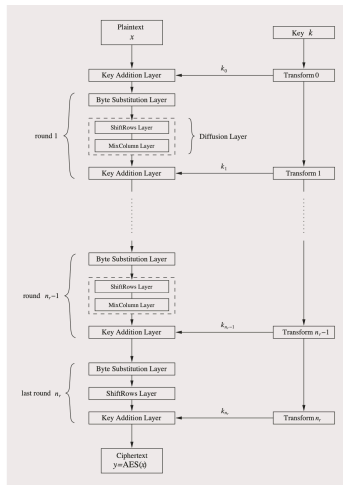 Plaintext
x
Key k
Key Addition Layer
k₀
Transform 0
Byte Substitution Layer
round 1
ShiftRows Layer
Diffusion Layer
MixColumn Layer
Key Addition Layer
k₁
Transform 1
Byte Substitution Layer
round nᵣ−1
ShiftRows Layer
MixColumn Layer
Key Addition Layer
kₙᵣ₋₁
Transform nᵣ−1
Byte Substitution Layer
last round nᵣ
ShiftRows Layer
Key Addition Layer
kₙᵣ
Transform nᵣ
Ciphertext
y=AES(x)